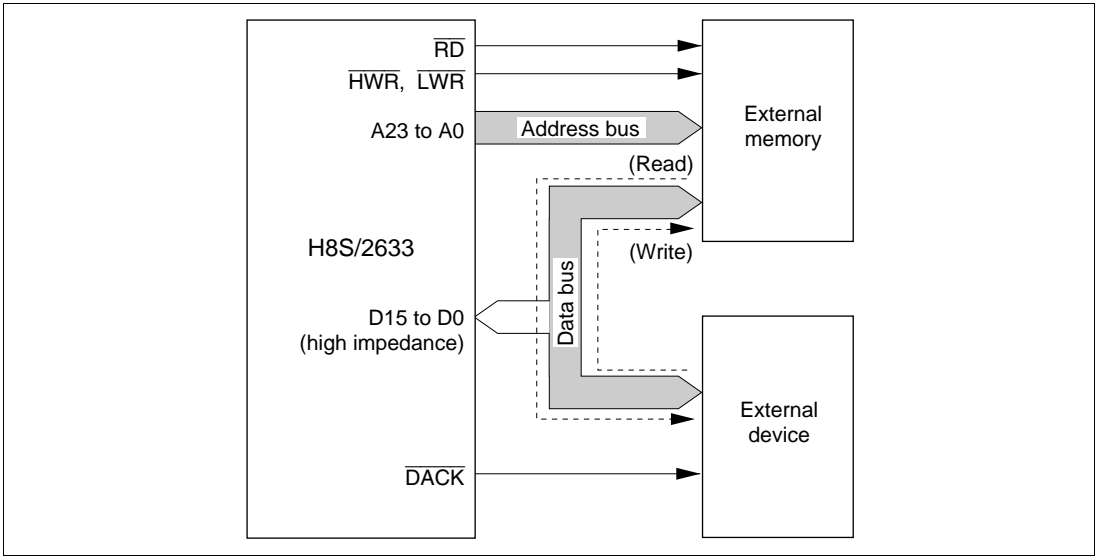 RD
HWR, LWR
A23 to A0
Address bus
External
memory
(Read)
H8S/2633
(Write)
Data bus
D15 to D0
(high impedance)
External
device
DACK